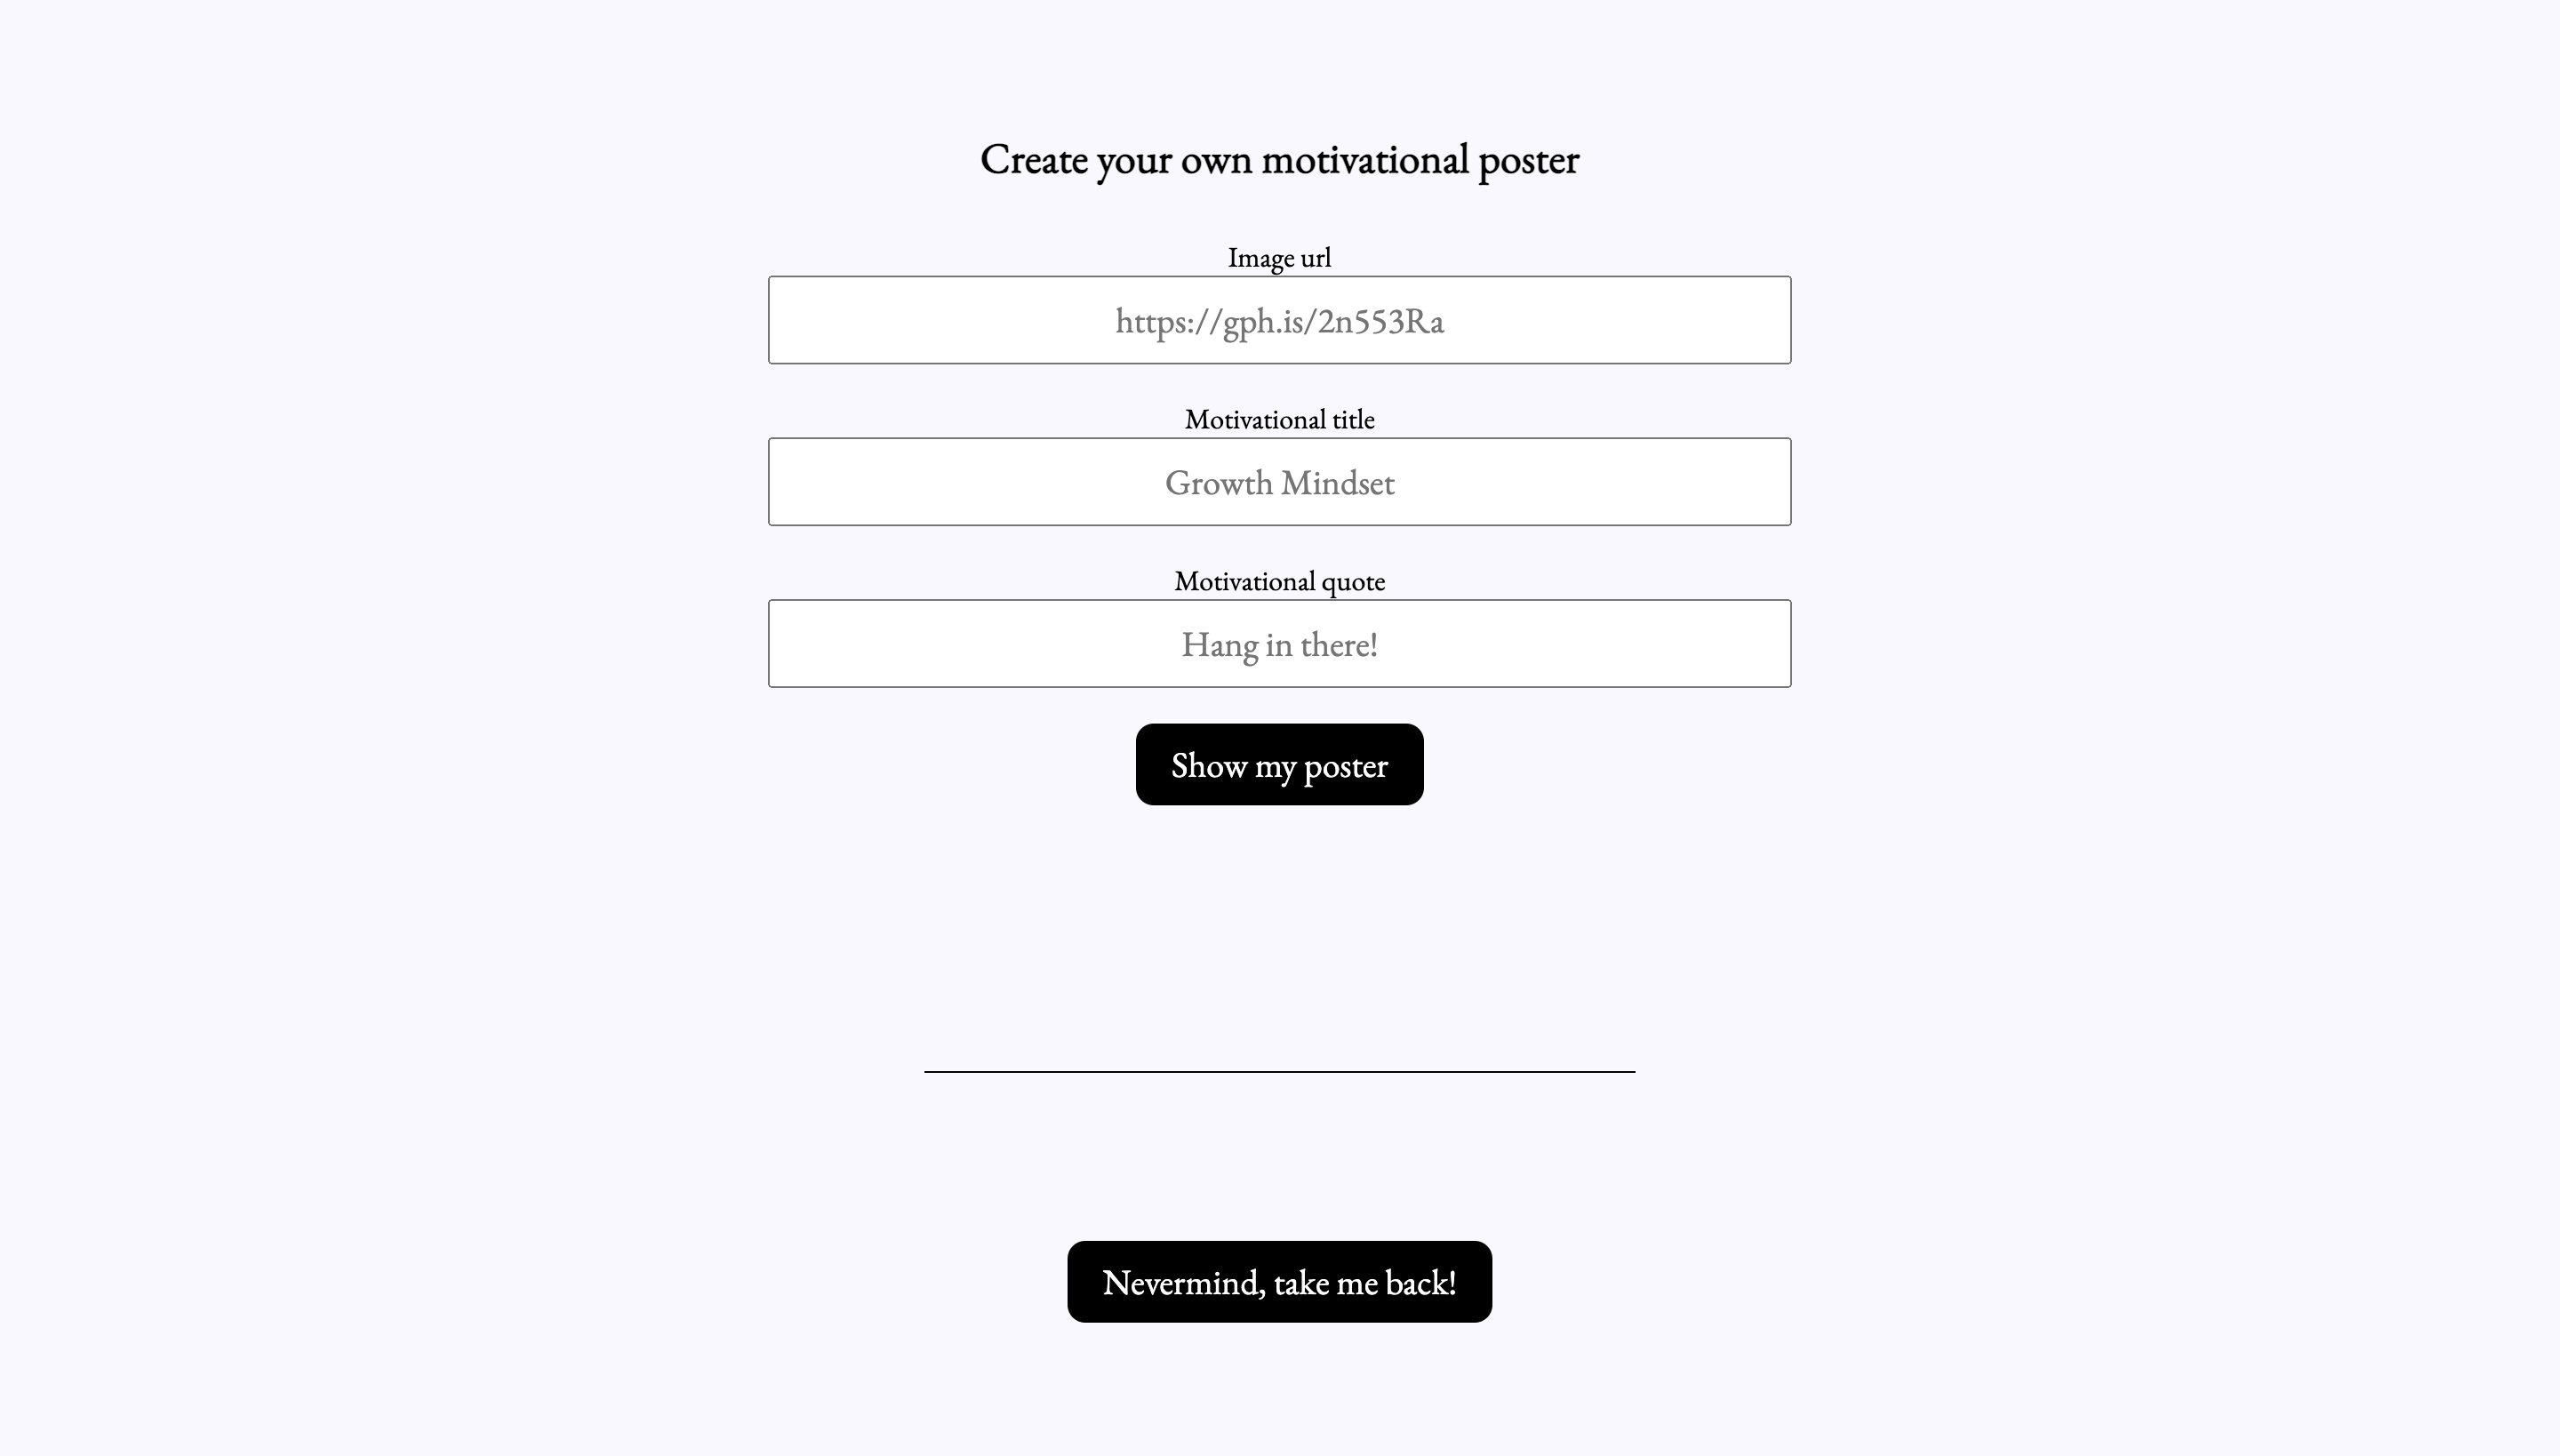 Create your own motivational poster
Image url
https://gph.is/2n553Ra
Motivational title
Growth Mindset
Motivational quote
Hang in there!
Show my poster
Nevermind, take me back!